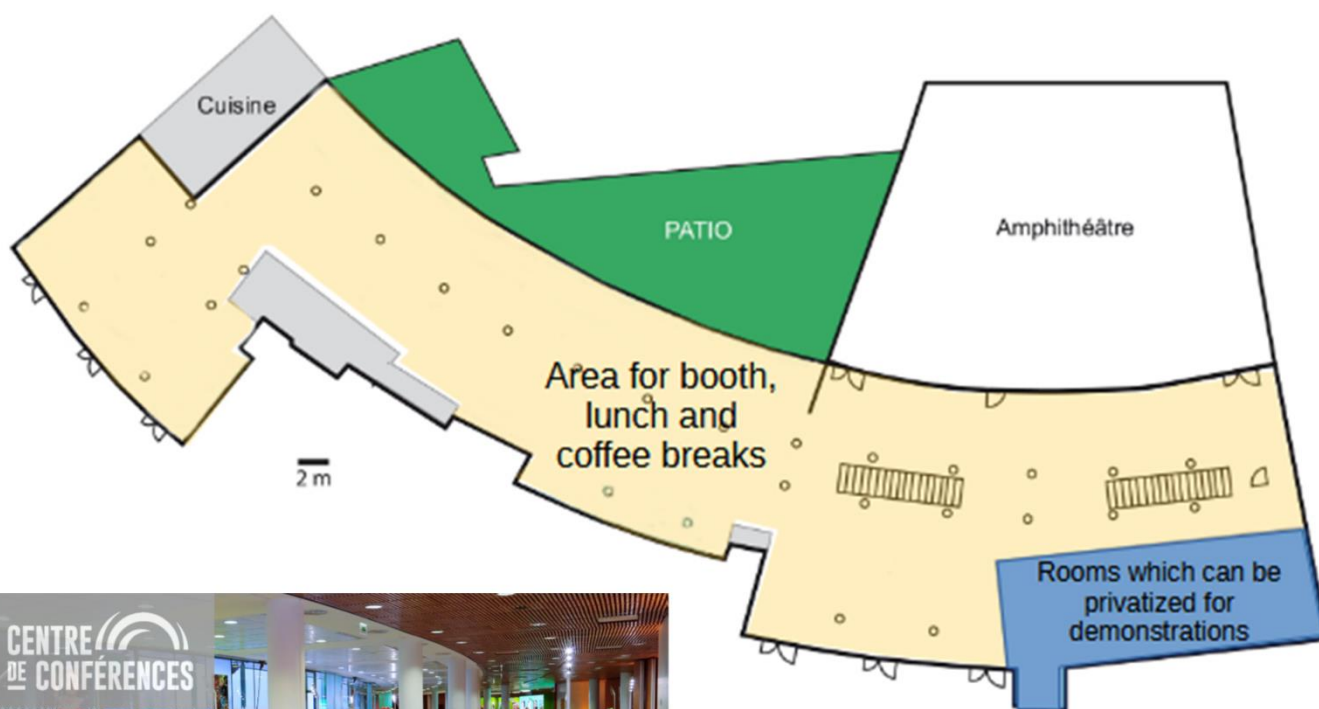 Cuisine
PATIO
Amphithéâtre
Area for booth,
lunch and
coffee breaks
2 m
Rooms which can be
privatized for
demonstrations
CENTRE
DE CONFÉRENCES